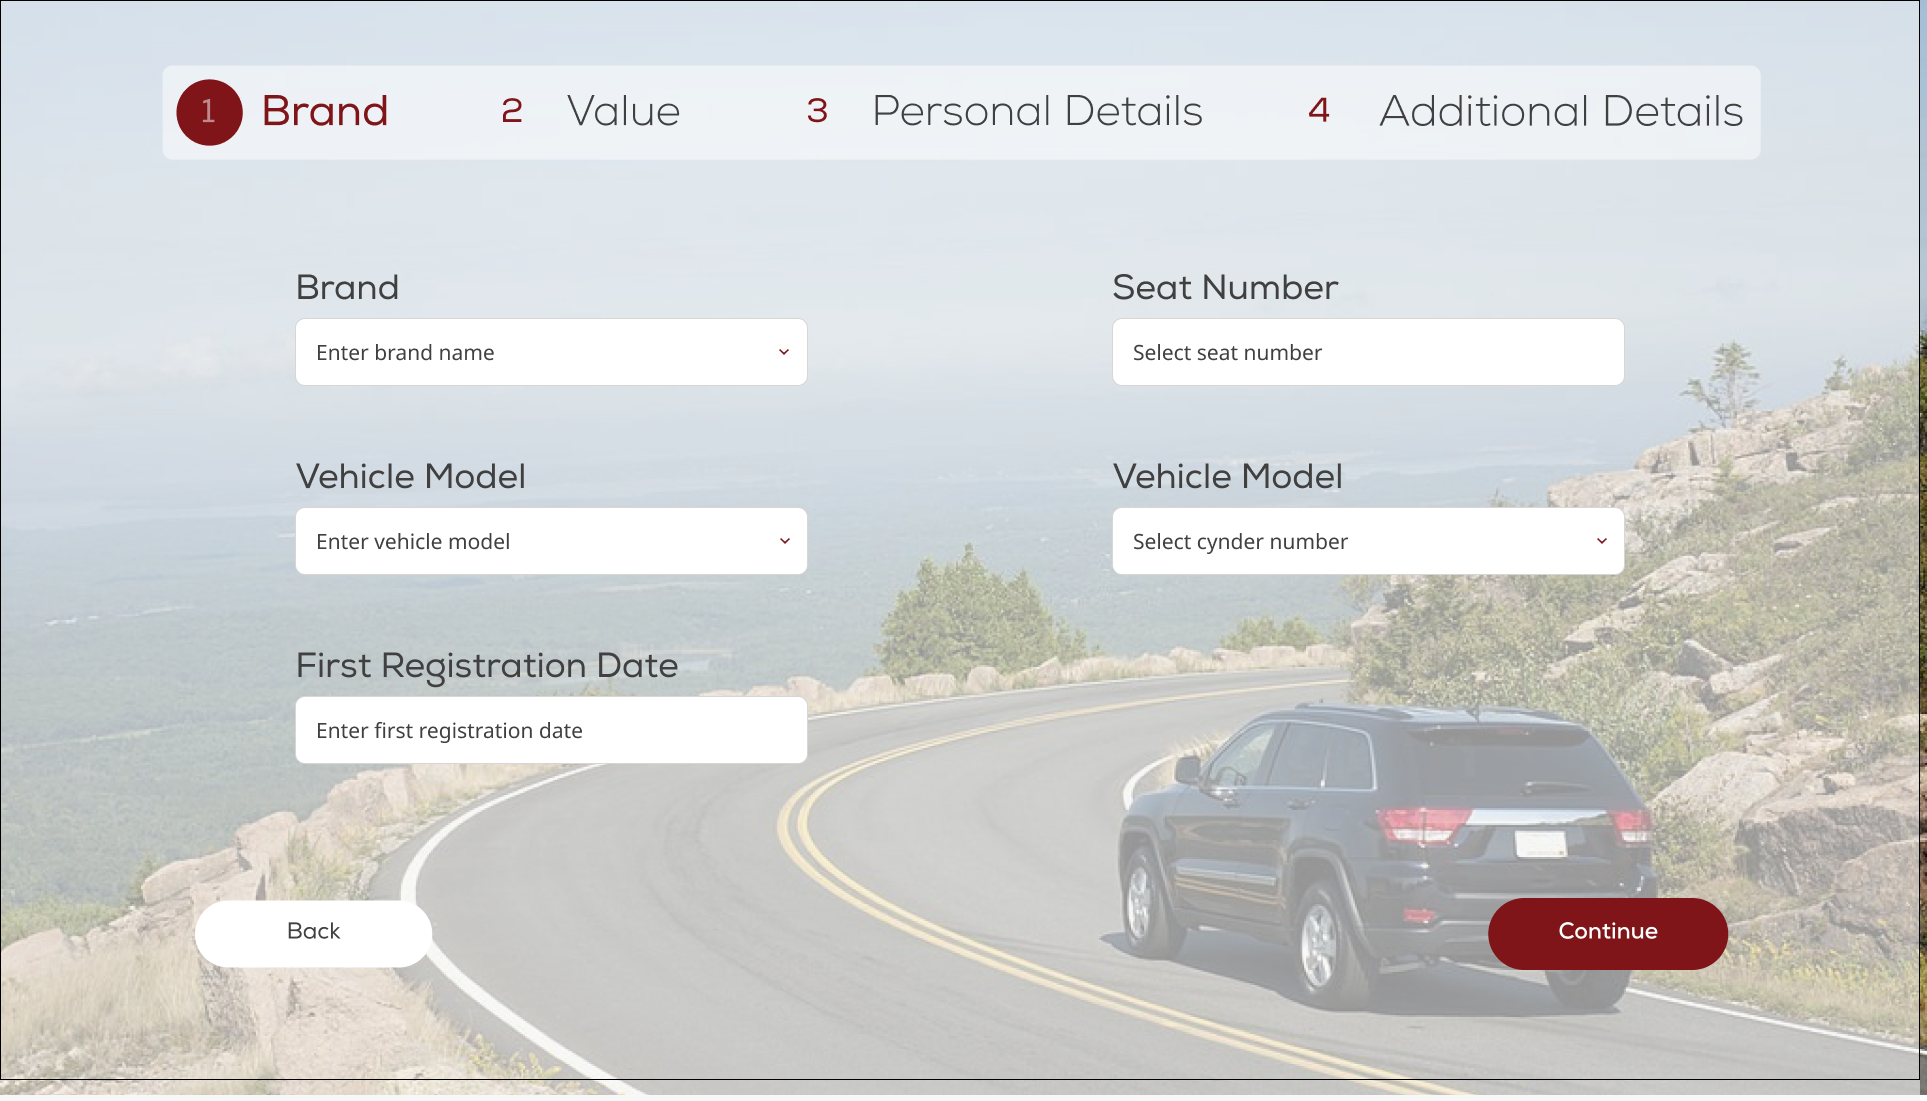 1 Brand 2 Value 3 Personal Details 4 Additional Details
Brand
Enter brand name
Seat Number
Select seat number
Vehicle Model
Enter vehicle model
Vehicle Model
Select cynder number
First Registration Date
Enter first registration date
Back
Continue